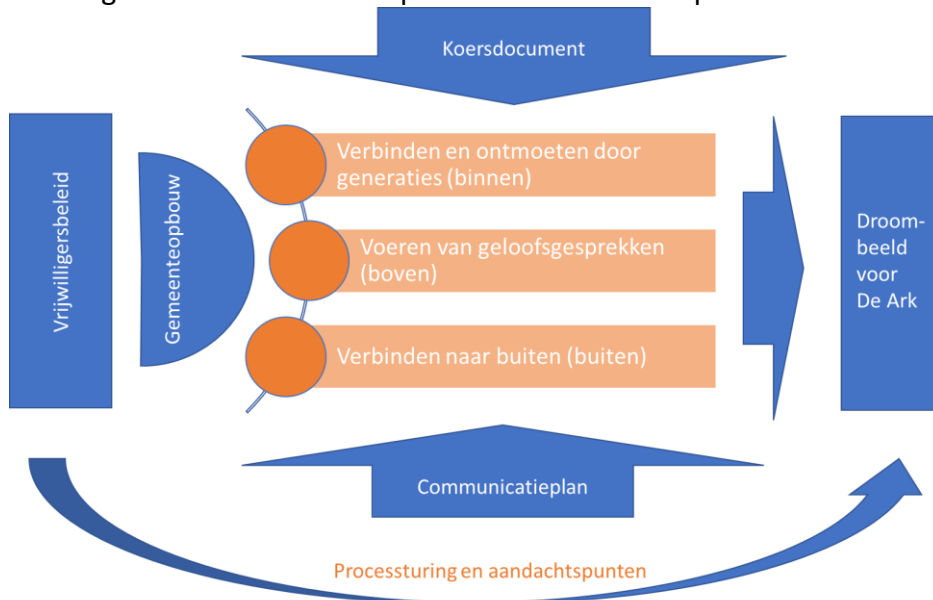 Koersdocument
Vrijwilligersbeleid
Gemeenteopbouw
Verbinden en ontmoeten door
generaties (binnen)
Voeren van geloofsgesprekken
(boven)
Verbinden naar buiten (buiten)
Droom-
beeld
voor
De Ark
Communicatieplan
Processturing en aandachtspunten